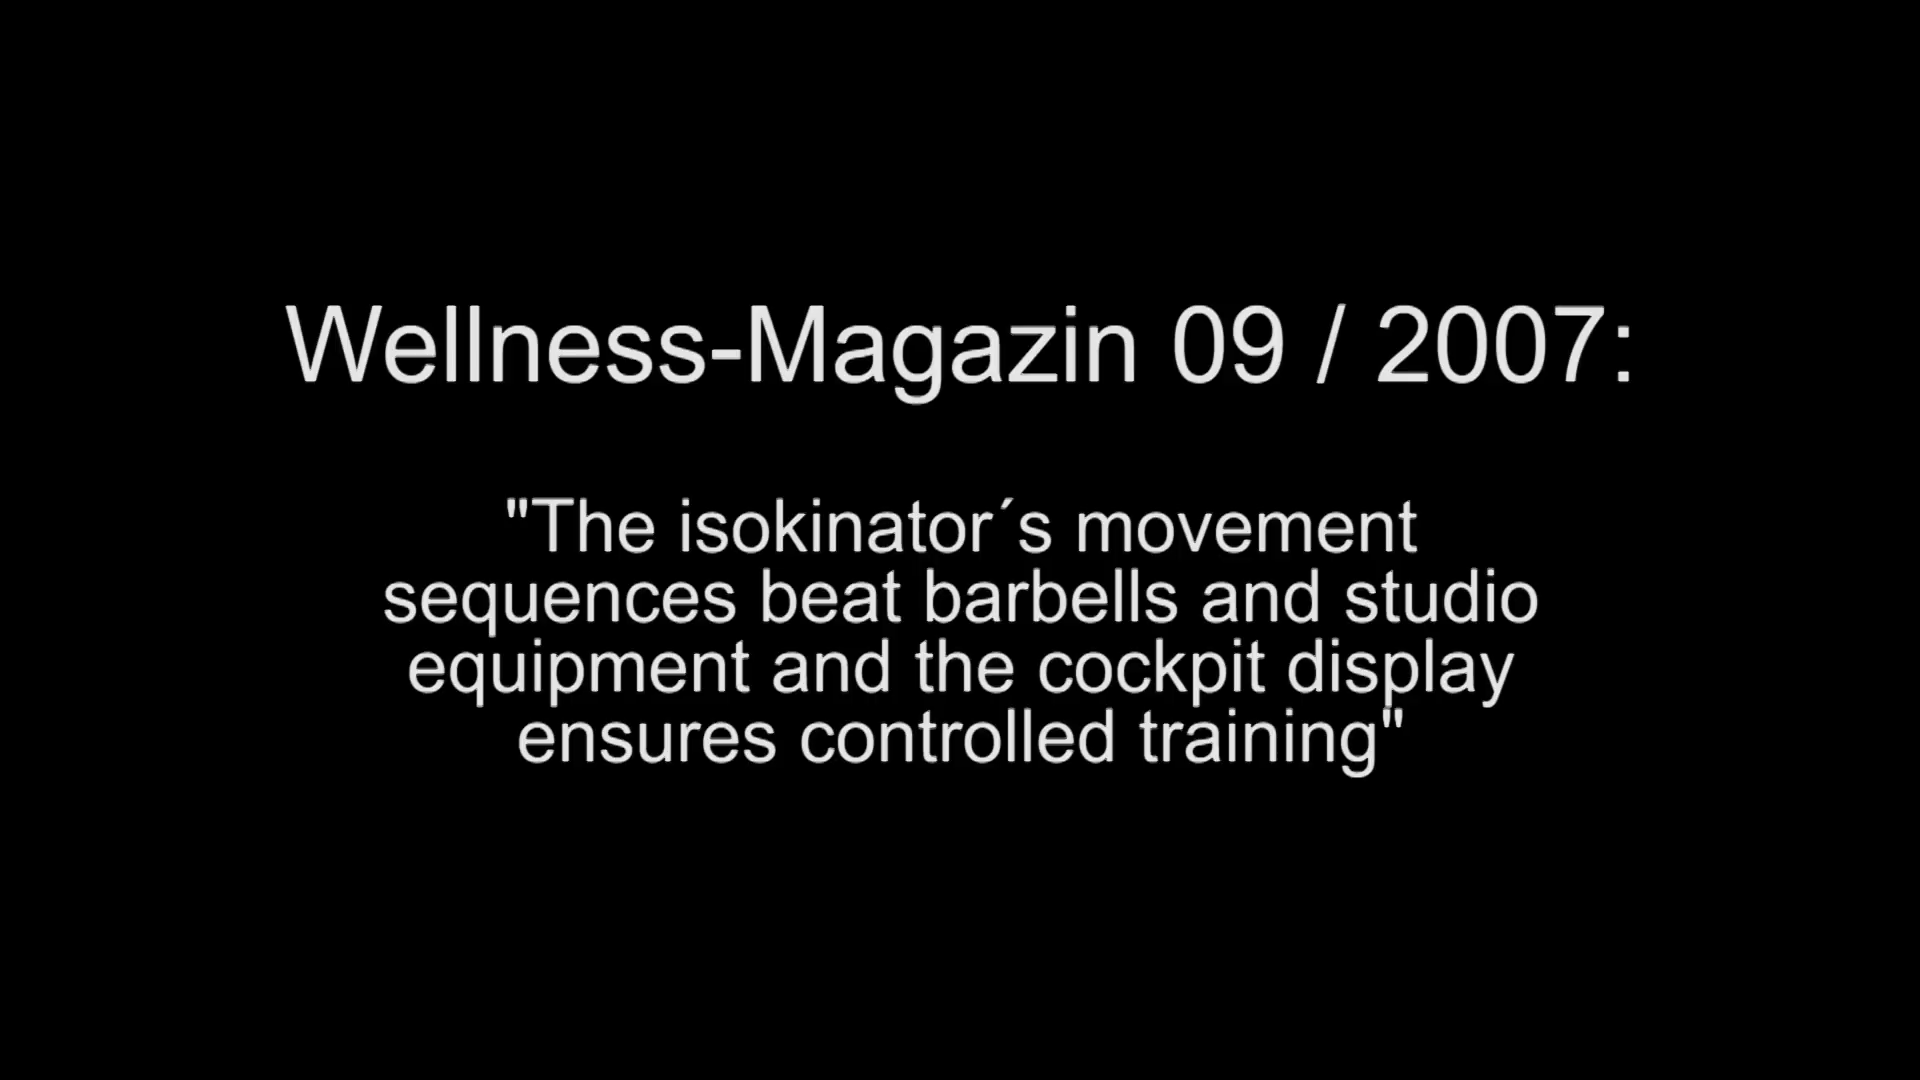 Wellness-Magazin 09 / 2007:
"The isokinator´s movement
sequences beat barbells and studio
equipment and the cockpit display
ensures controlled training"